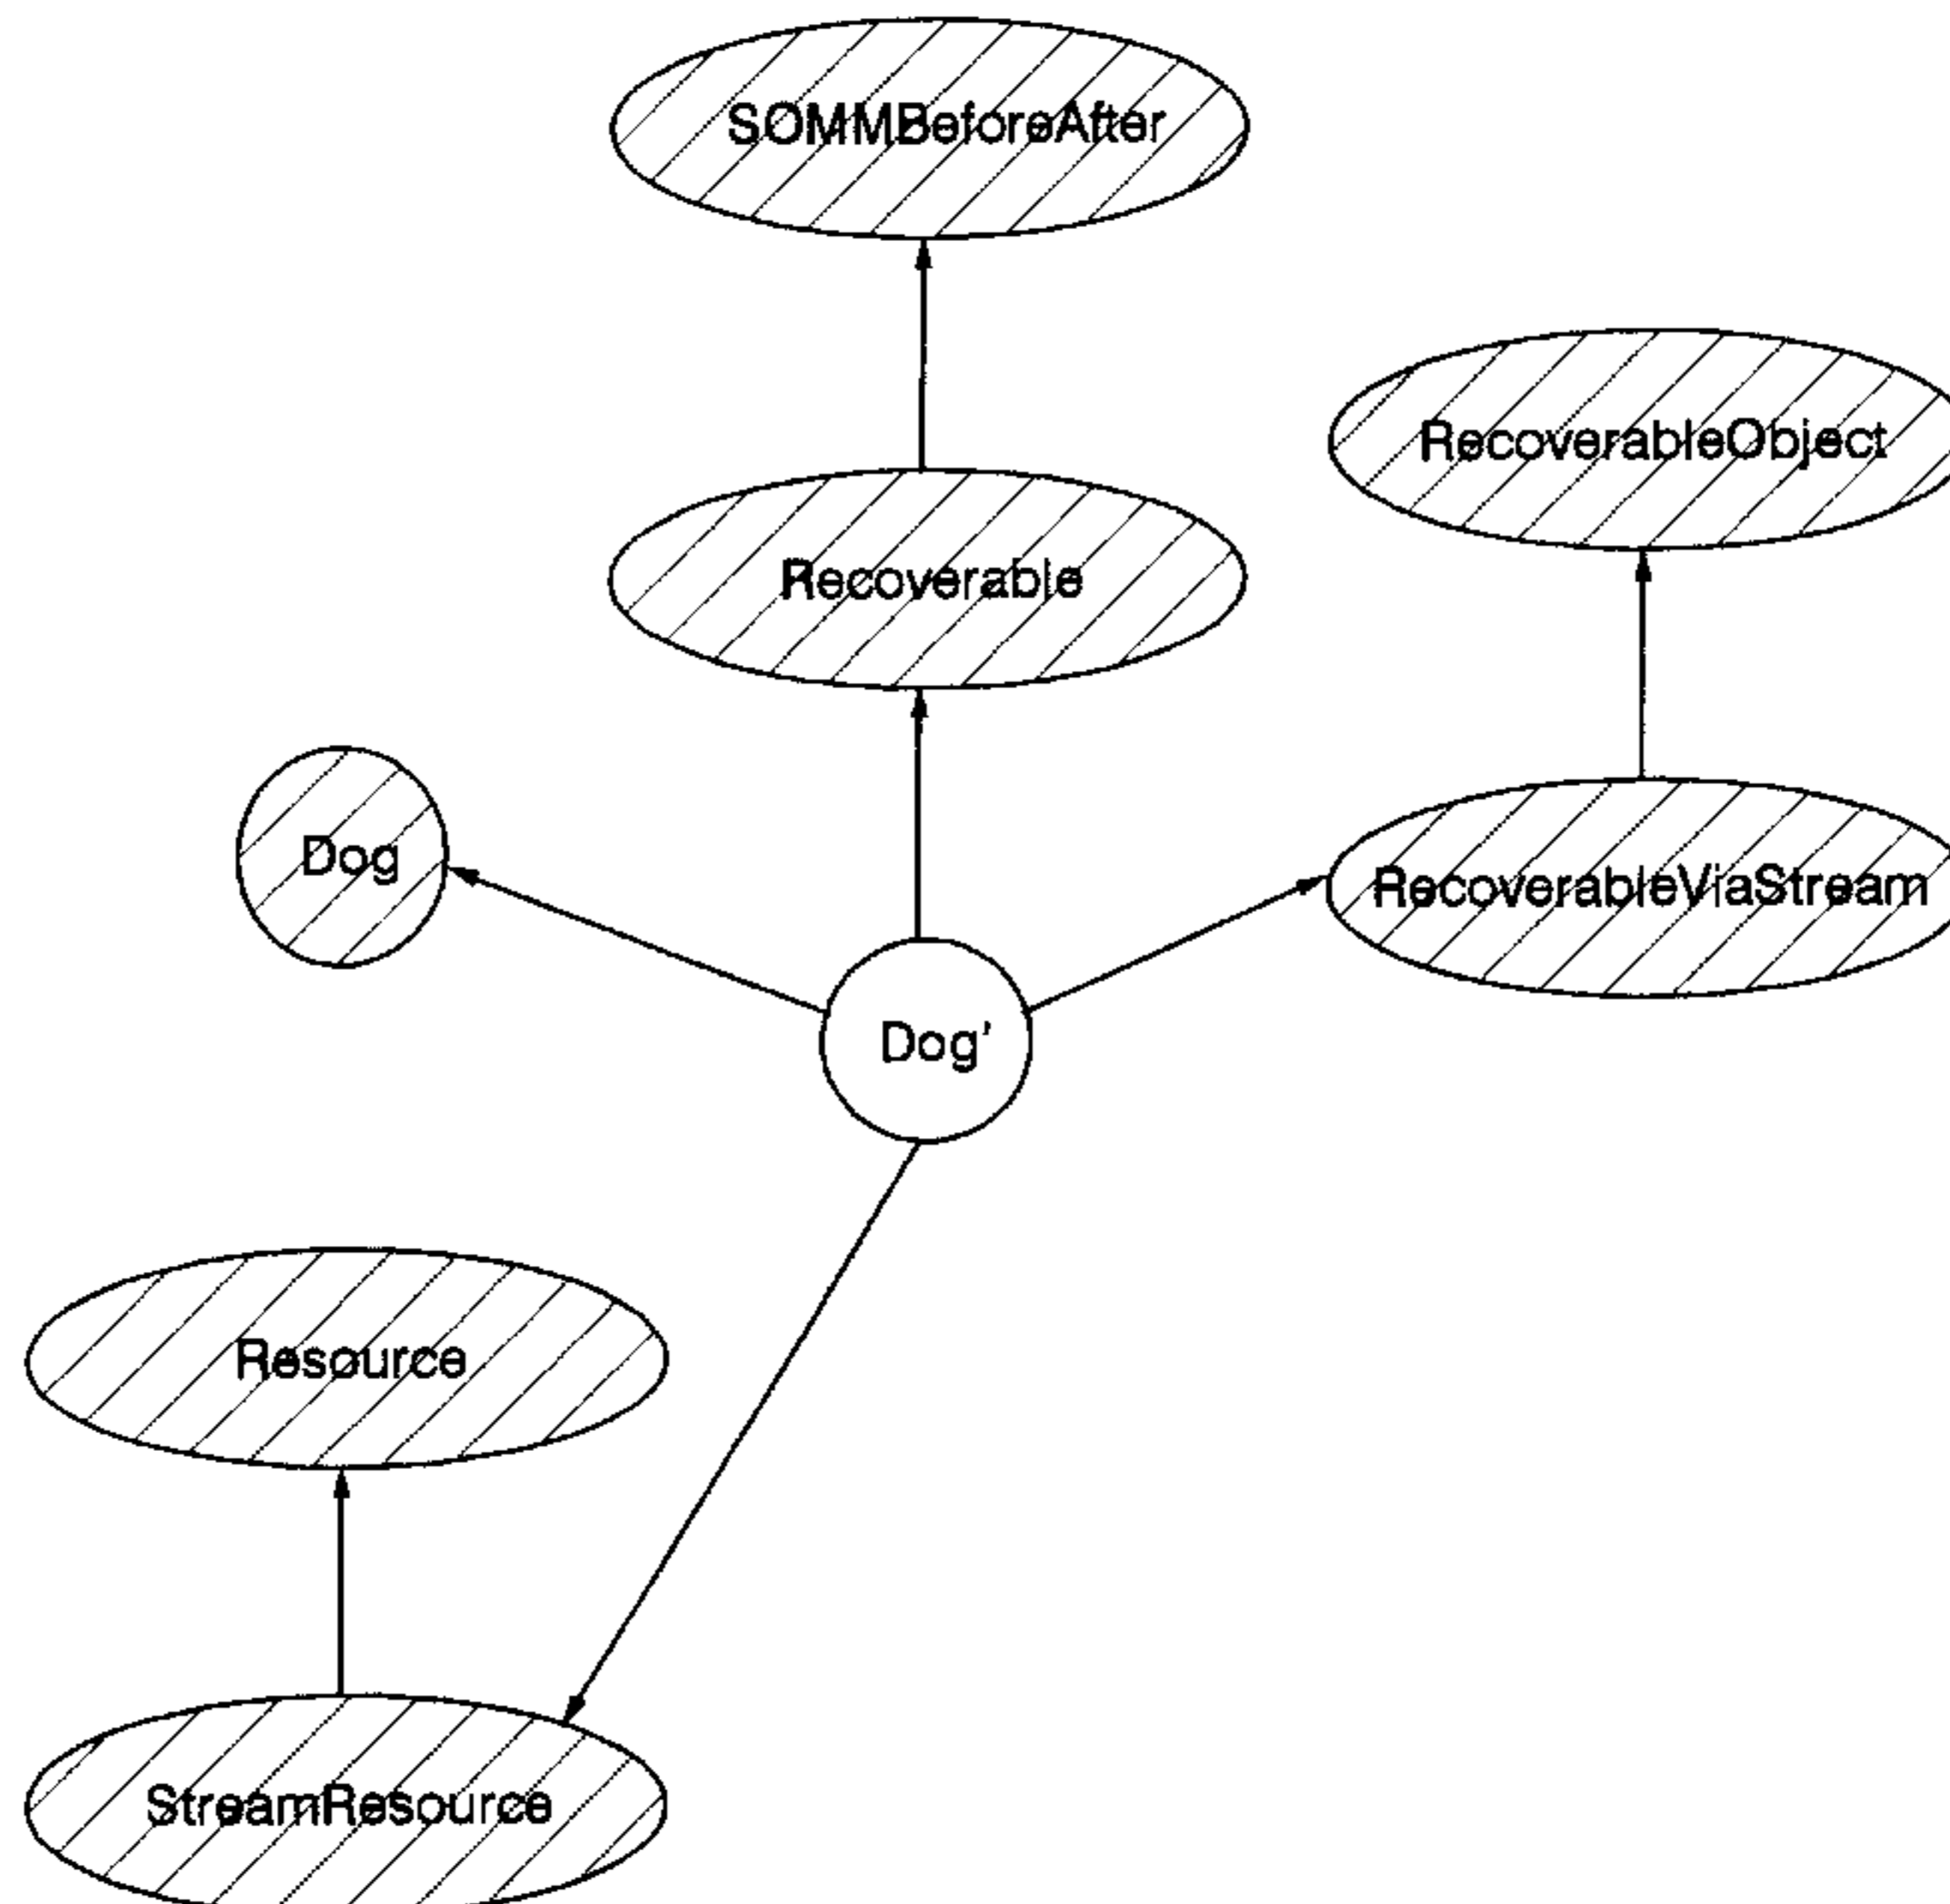 SOMMBeforeAfter
RecoverableObject
Recoverable
Dog
RecoverableViaStream
Dog'
Resource
StreamResource